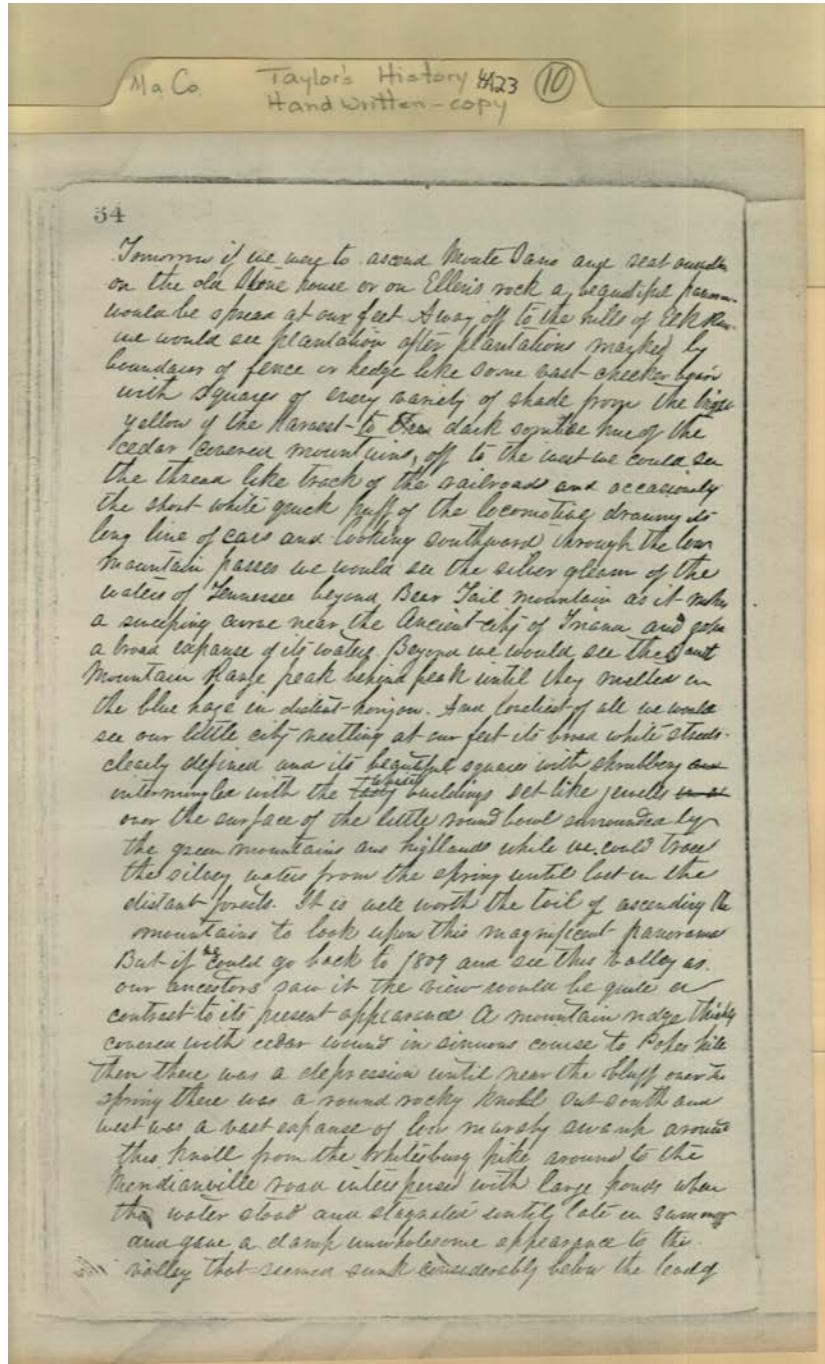 Ma Co. Taylor's History 4A23 10
Hand Written - copy
54
Tomorrow if we were to ascend Monte Sano and seat
on the old Stone house or on Ellen's rock a beautiful
would be spread at our feet Away off to the hills of Elk
we would see plantation after plantations marked by
boundaries of fence or hedge like some vast checker
with squares of every variety of shade from the
yellow of the harvest to the dark hue of the
cedar covered mountains, off to the west we could see
the thread like track of the railroads and occasionly
the short white quick puff of the locomotive drawing its
long line of cars and looking southward through the low
mountain passes we would see the silver gleam of the
waters of Tennessee beyond Bear Tail mountain as it makes
a sweeping curve near the Ancient city of Triana and
a broad expanse of its waters Beyond we would see the Sand
Mountain Range peak behind peak until they melted in
the blue haze in distant horizon. And loveliest of all we would
see our little city nestling at our feet its broad white streets
clearly defined and its beautiful squares with shrubbery and
intermingled with the buildings set like jewells
over the surface of the little round bowl surrounded by
the green mountains and highlands while we could trace
the silvey waters from the spring until lost in the
distant forests. It is well worth the toil of ascending the
mountains to look upon this magnificent panorama
But if we could go back to 1809 and see this valley as
our ancestors saw it the view would be quite a
contrast to its present appearance A mountain ridge thickly
covered with cedar wound in sinuous course to Pokes hill
then there was a depression until near the bluff over the
spring there was a round rocky knoll out south and
west was a vast expanse of low marshy swamp around
this knoll from the Whitesburg pike around to the
Meridianville road interspersed with large ponds when
the water stood and stagnated until late in summer
and gave a damp unwholesome appearance to the
valley that seemed sunk considerably below the level of